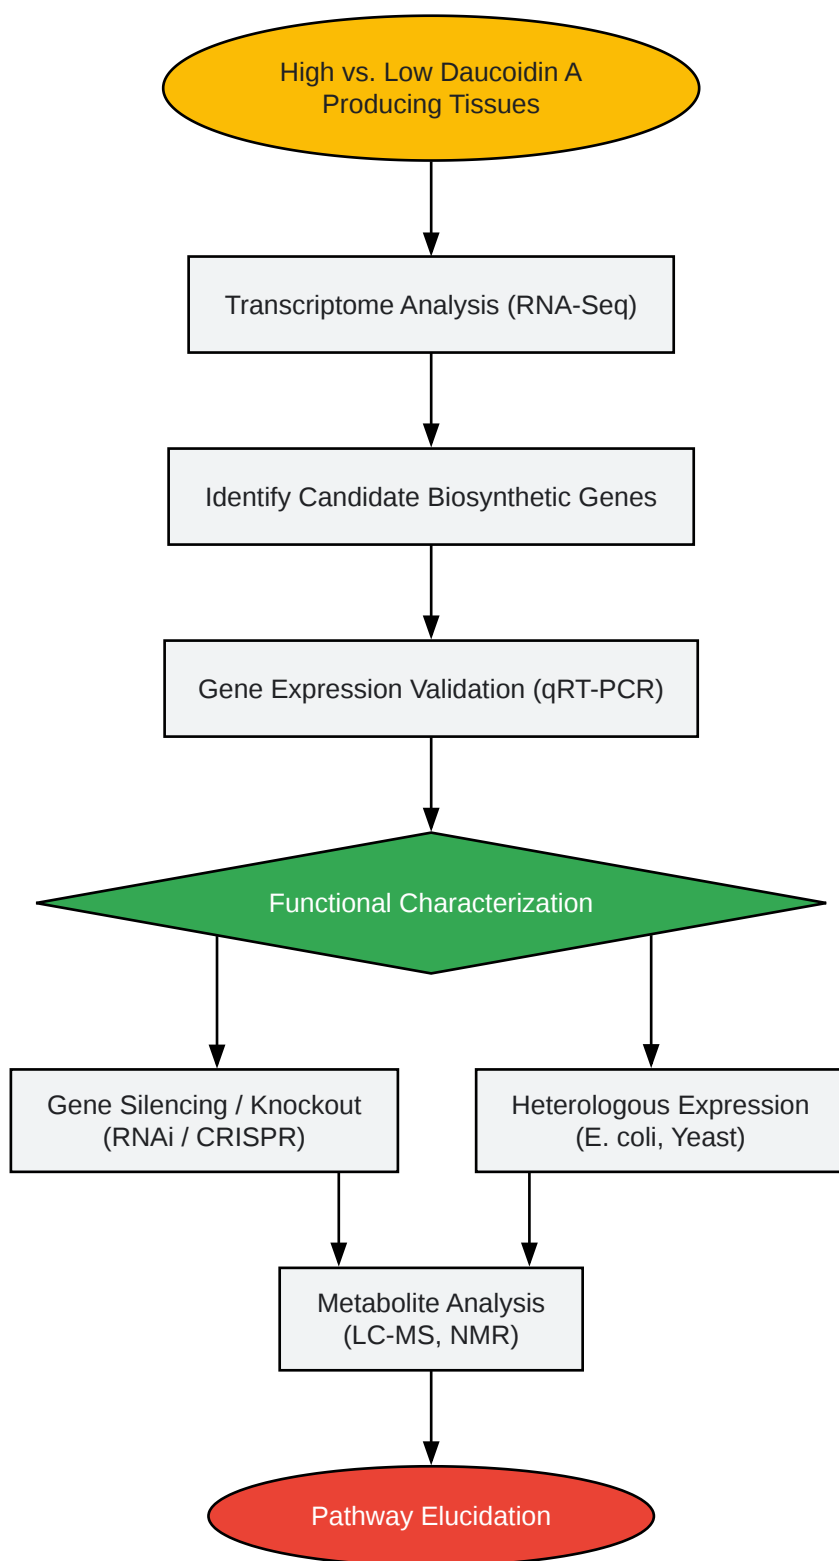 High vs. Low Daucoidin A
Producing Tissues
Transcriptome Analysis (RNA-Seq)
Identify Candidate Biosynthetic Genes
Gene Expression Validation (qRT-PCR)
Functional Characterization
Gene Silencing / Knockout
(RNAi / CRISPR)
Heterologous Expression
(E. coli, Yeast)
Metabolite Analysis
(LC-MS, NMR)
Pathway Elucidation